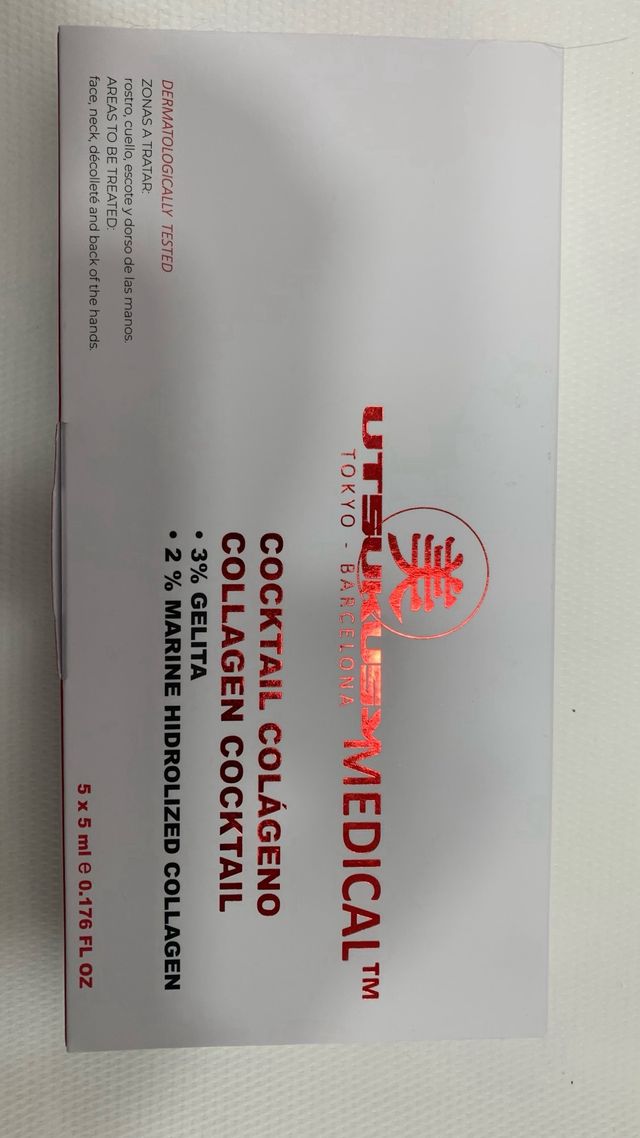 美
UTSUKUSY MEDICAL™
TOKYO - BARCELONA
COCKTAIL COLÁGENO
COLLAGEN COCKTAIL
• 3% GELITA
• 2 % MARINE HIDROLIZED COLLAGEN
DERMATOLOGICALLY TESTED
ZONAS A TRATAR:
rostro, cuello, escote y dorso de las manos.
AREAS TO BE TREATED:
face, neck, décolleté and back of the hands.
5 x 5 ml ℮ 0.176 FL OZ